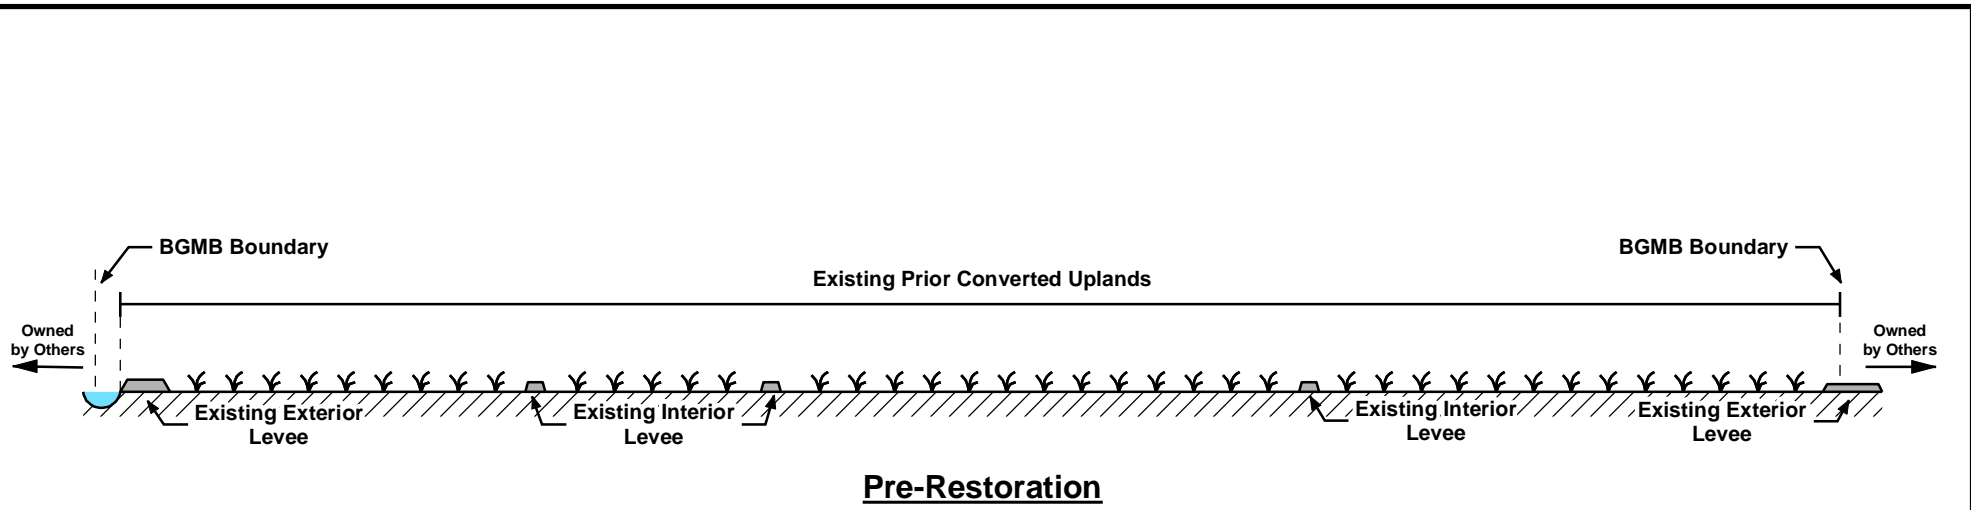 BGMB Boundary
BGMB Boundary
Existing Prior Converted Uplands
Owned
by Others
Owned
by Others
Existing Exterior
Levee
Existing Interior
Levee
Existing Interior
Levee
Existing Exterior
Levee
Pre-Restoration